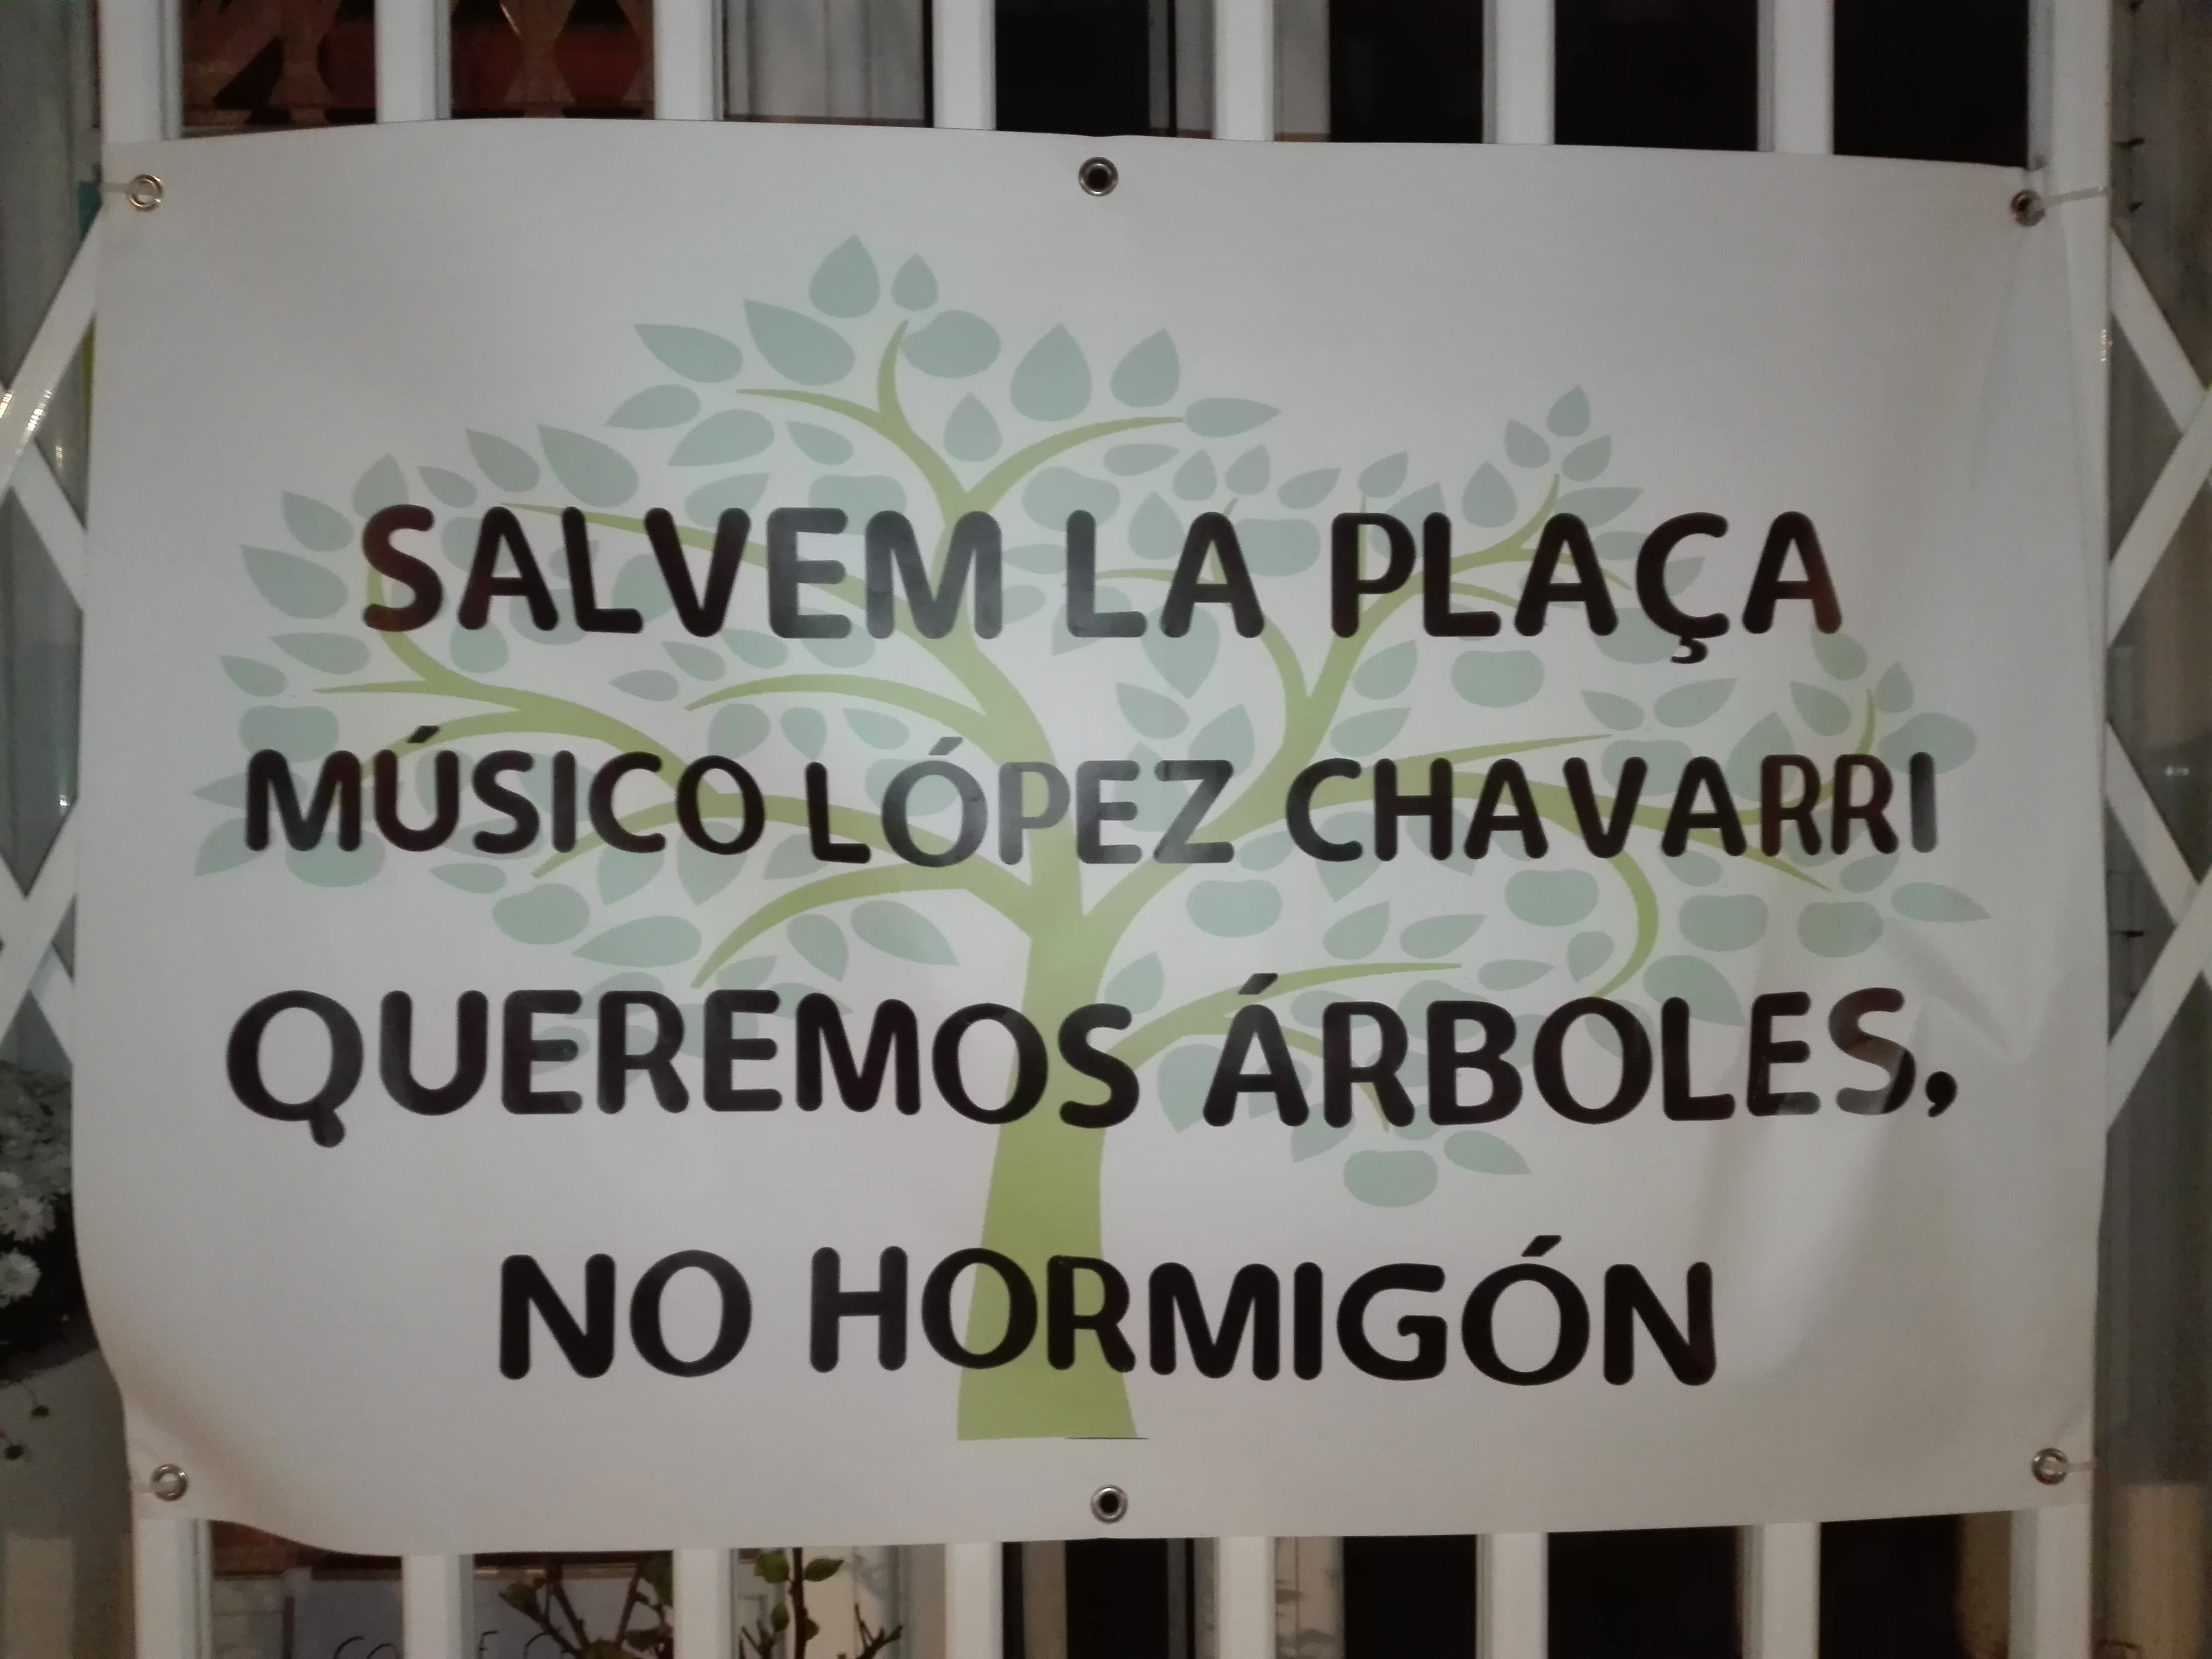 SALVEM LA PLAÇA
MÚSICO LÓPEZ CHAVARRI
QUEREMOS ÁRBOLES,
NO HORMIGÓN